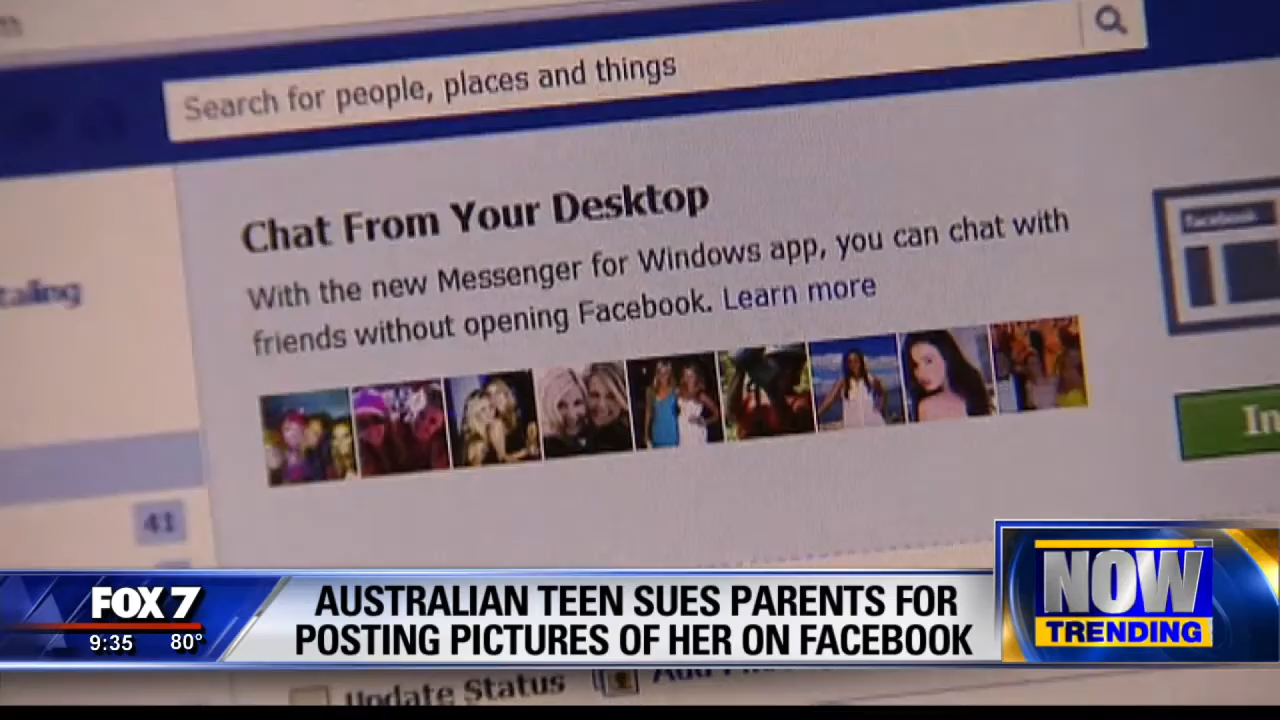 Search for people, places and things
Chat From Your Desktop
With the new Messenger for Windows app, you can chat with
friends without opening Facebook. Learn more
41
FOX 7
9:35 80°
AUSTRALIAN TEEN SUES PARENTS FOR
POSTING PICTURES OF HER ON FACEBOOK
NOW
TRENDING
Update Status